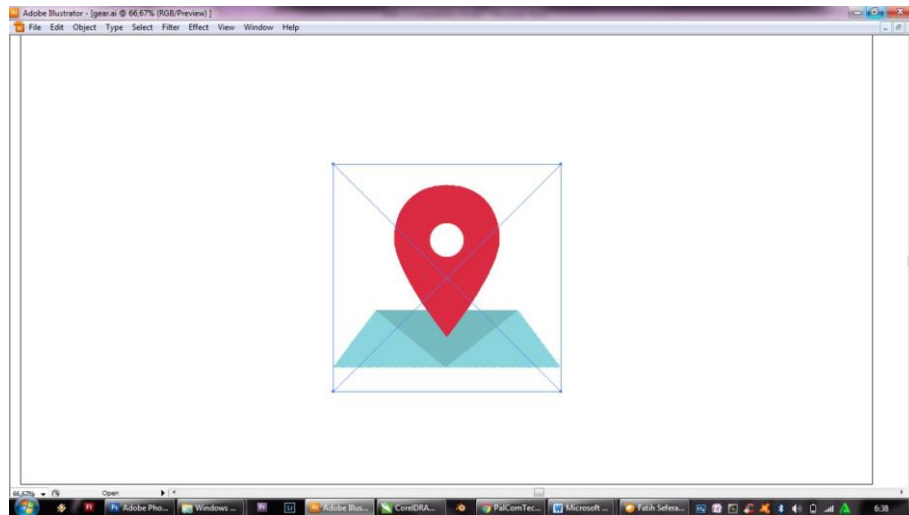 Adobe Illustrator - [gear.ai @ 66,67% (RGB/Preview) ]
File Edit Object Type Select Filter Effect View Window Help
66,67% Open
Adobe Pho... Windows ... Adobe Illus... CorelDRA... PalComTec... Microsoft ... Fatih Sefera... 6:38